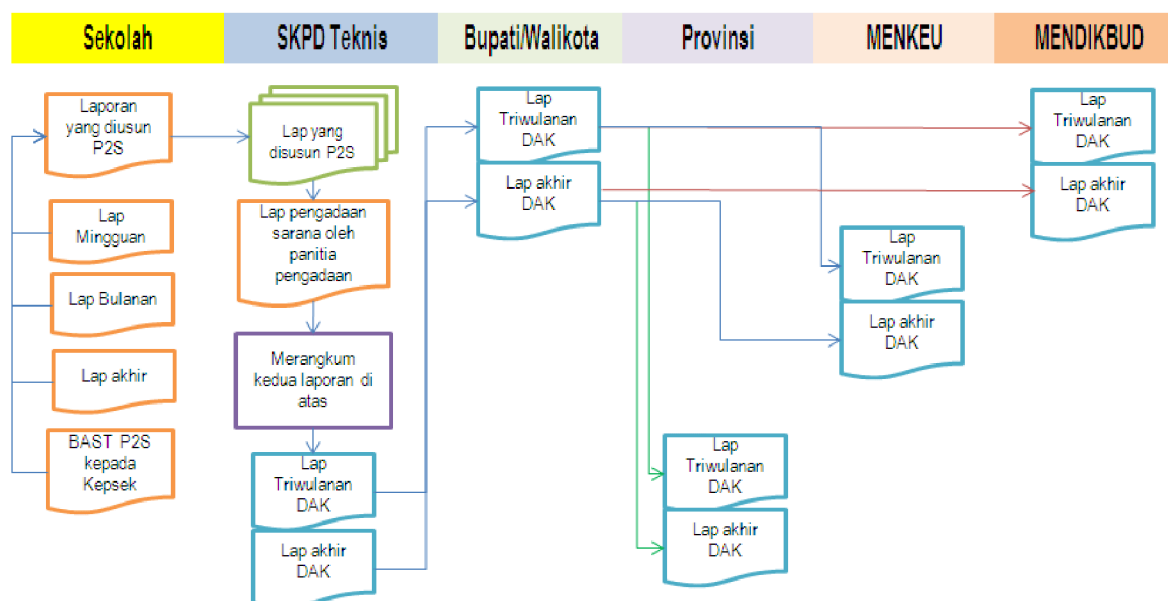 Sekolah
SKPD Teknis
Bupati/Walikota
Provinsi
MENKEU
MENDIKBUD
Laporan
yang diusun
P2S
Lap
Mingguan
Lap Bulanan
Lap akhir
BAST P2S
kepada
Kepsek
Lap yang
disusun P2S
Lap pengadaan
sarana oleh
panitia
pengadaan
Merangkum
kedua laporan di
atas
Lap
Triwulanan
DAK
Lap akhir
DAK
Lap
Triwulanan
DAK
Lap akhir
DAK
Lap
Triwulanan
DAK
Lap akhir
DAK
Lap
Triwulanan
DAK
Lap akhir
DAK
Lap
Triwulanan
DAK
Lap akhir
DAK